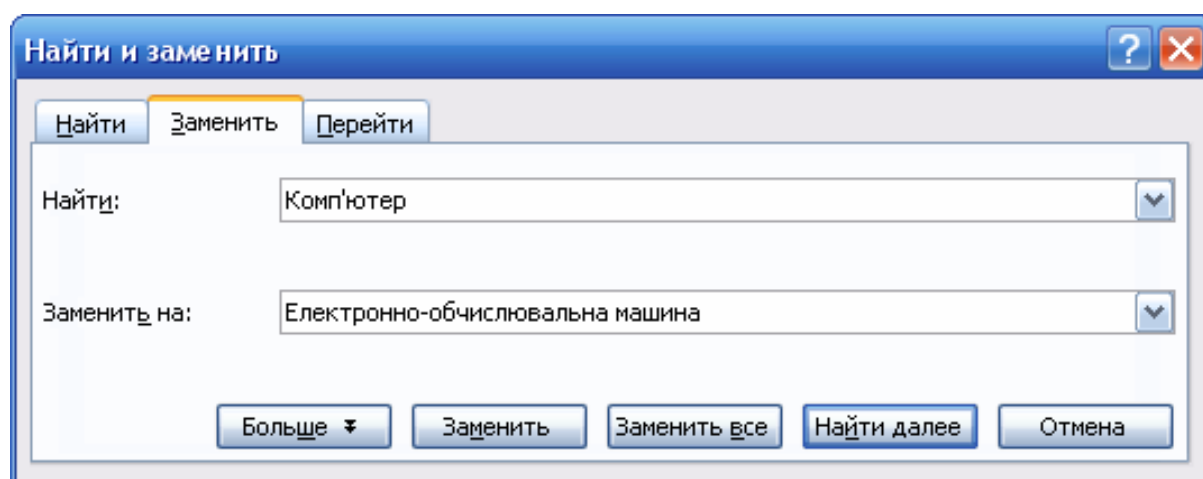 Найти и заменить
Найти Заменить Перейти
Найти: Комп'ютер
Заменить на: Електронно-обчислювальна машина
Больше Заменить Заменить все Найти далее Отмена